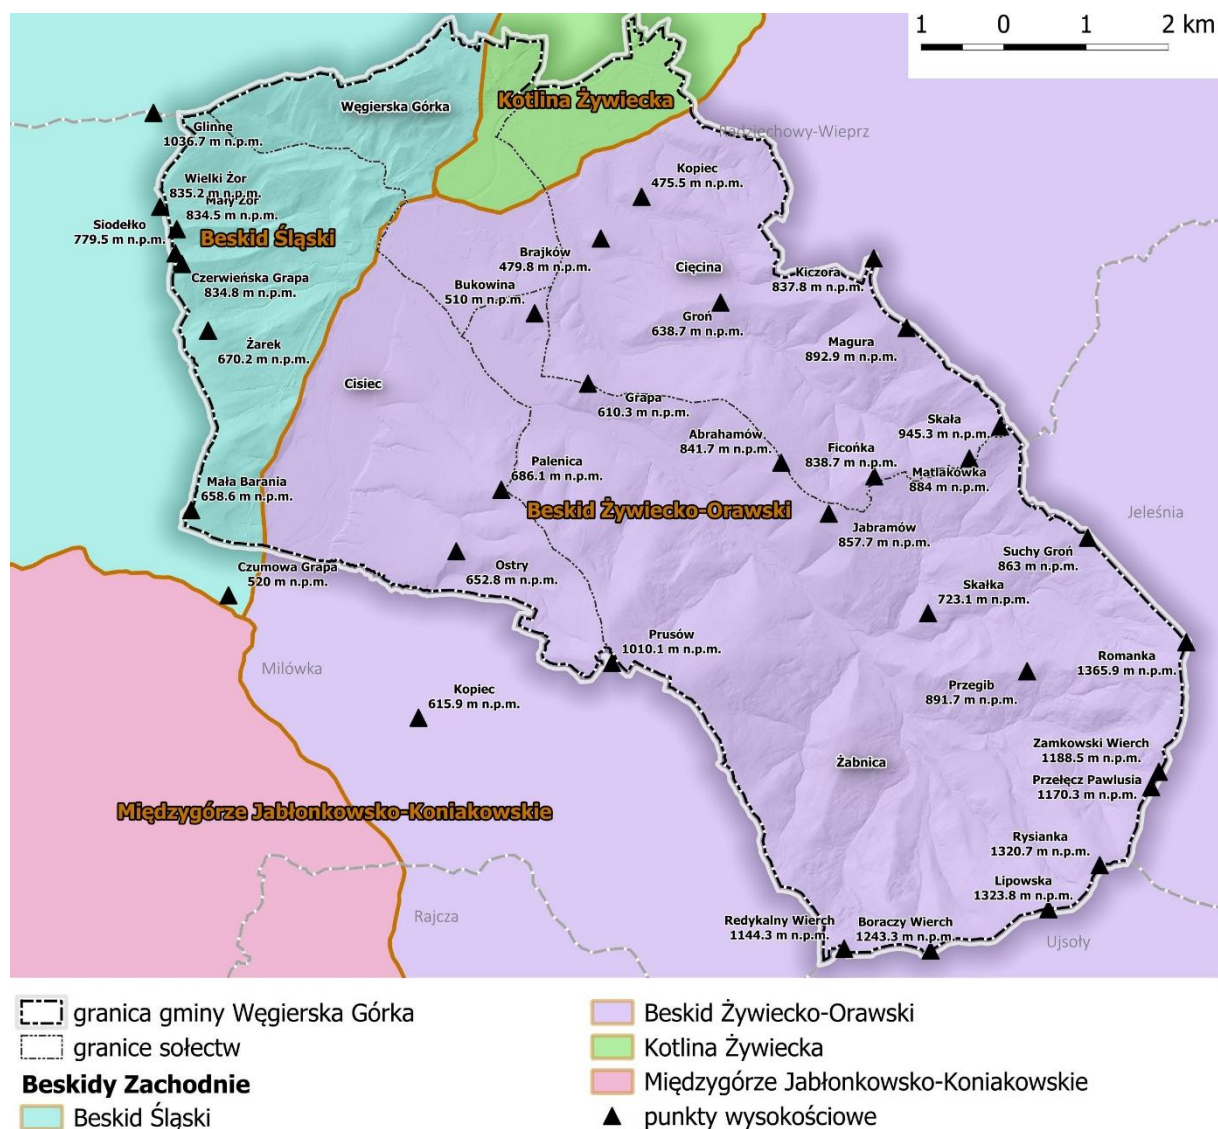 1 0 1 2 km
Węgierska Górka
Kotlina Żywiecka
Glinne
1036.7 m n.p.m.
Radziechowy-Wieprz
Kopiec
475.5 m n.p.m.
Wielki Żor
835.2 m n.p.m.
Mały Żor
834.5 m n.p.m.
Siodełko
779.5 m n.p.m.
Beskid Śląski
Brajków
479.8 m n.p.m.
Cięcina
Kiczora
837.8 m n.p.m.
Czerwieńska Grapa
834.8 m n.p.m.
Bukowina
510 m n.p.m.
Groń
638.7 m n.p.m.
Magura
892.9 m n.p.m.
Żarek
670.2 m n.p.m.
Cisiec
Grapa
610.3 m n.p.m.
Skała
945.3 m n.p.m.
Abrahamów
841.7 m n.p.m.
Ficońka
838.7 m n.p.m.
Matlakówka
884 m n.p.m.
Palenica
686.1 m n.p.m.
Mała Barania
658.6 m n.p.m.
Beskid Żywiecko-Orawski
Jeleśnia
Jabramów
857.7 m n.p.m.
Suchy Groń
863 m n.p.m.
Czumowa Grapa
520 m n.p.m.
Ostry
652.8 m n.p.m.
Skałka
723.1 m n.p.m.
Prusów
1010.1 m n.p.m.
Romanka
1365.9 m n.p.m.
Milówka
Kopiec
615.9 m n.p.m.
Przegib
891.7 m n.p.m.
Zamkowski Wierch
1188.5 m n.p.m.
Żabnica
Przełęcz Pawlusia
1170.3 m n.p.m.
Międzygórze Jabłonkowsko-Koniakowskie
Rysianka
1320.7 m n.p.m.
Lipowska
1323.8 m n.p.m.
Rajcza
Redykalny Wierch
1144.3 m n.p.m.
Boraczy Wierch
1243.3 m n.p.m.
Ujsoły
granica gminy Węgierska Górka
granice sołectw
Beskidy Zachodnie
Beskid Śląski
Beskid Żywiecko-Orawski
Kotlina Żywiecka
Międzygórze Jabłonkowsko-Koniakowskie
punkty wysokościowe